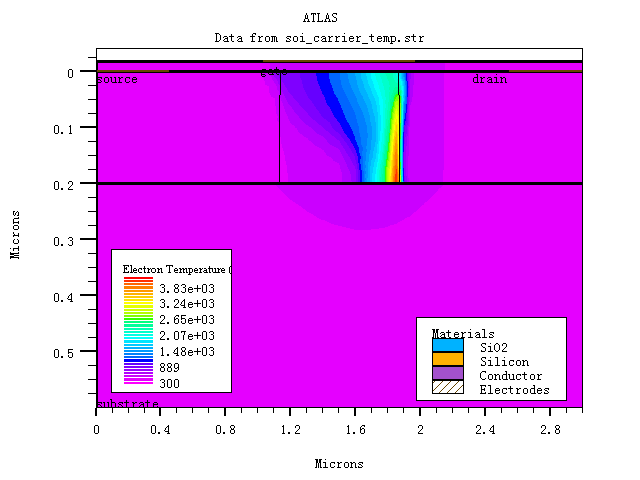 ATLAS
Data from soi_carrier_temp.str
source
gate
drain
0
0.1
0.2
0.3
0.4
0.5
Microns
Electron Temperature (
3.83e+03
3.24e+03
2.65e+03
2.07e+03
1.48e+03
889
300
Materials
SiO2
Silicon
Conductor
Electrodes
substrate
0 0.4 0.8 1.2 1.6 2 2.4 2.8
Microns